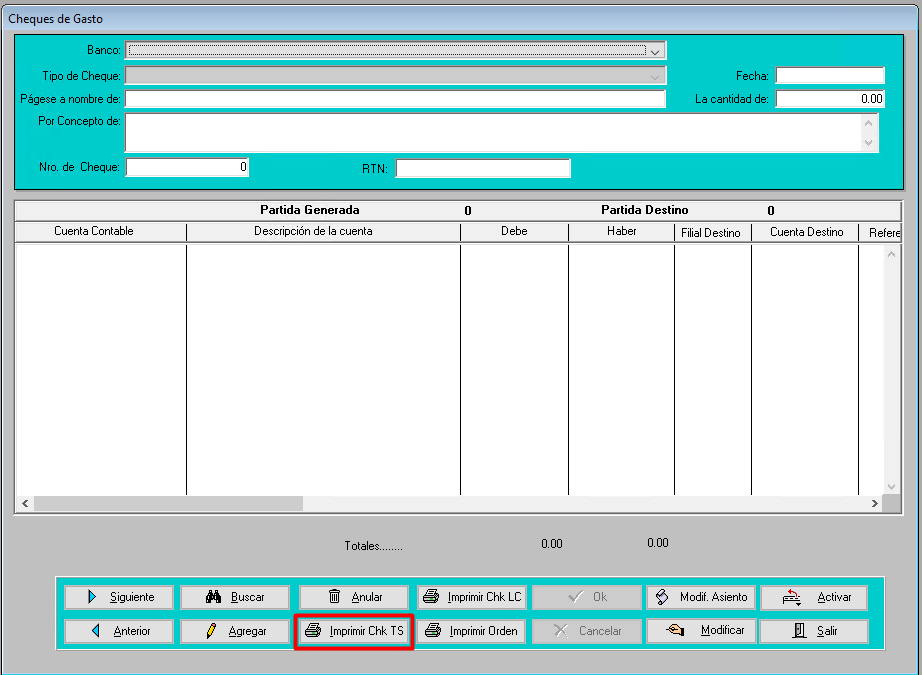 Cheques de Gasto
Banco:
Tipo de Cheque:
Fecha:
Págese a nombre de:
La cantidad de: 0.00
Por Concepto de:
Nro. de Cheque: 0
RTN:
Partida Generada 0 Partida Destino 0
Cuenta Contable Descripción de la cuenta Debe Haber Filial Destino Cuenta Destino Refere
Totales........ 0.00 0.00
Siguiente Buscar Anular Imprimir Chk LC Ok Modif. Asiento Activar
Anterior Agregar Imprimir Chk TS Imprimir Orden Cancelar Modificar Salir